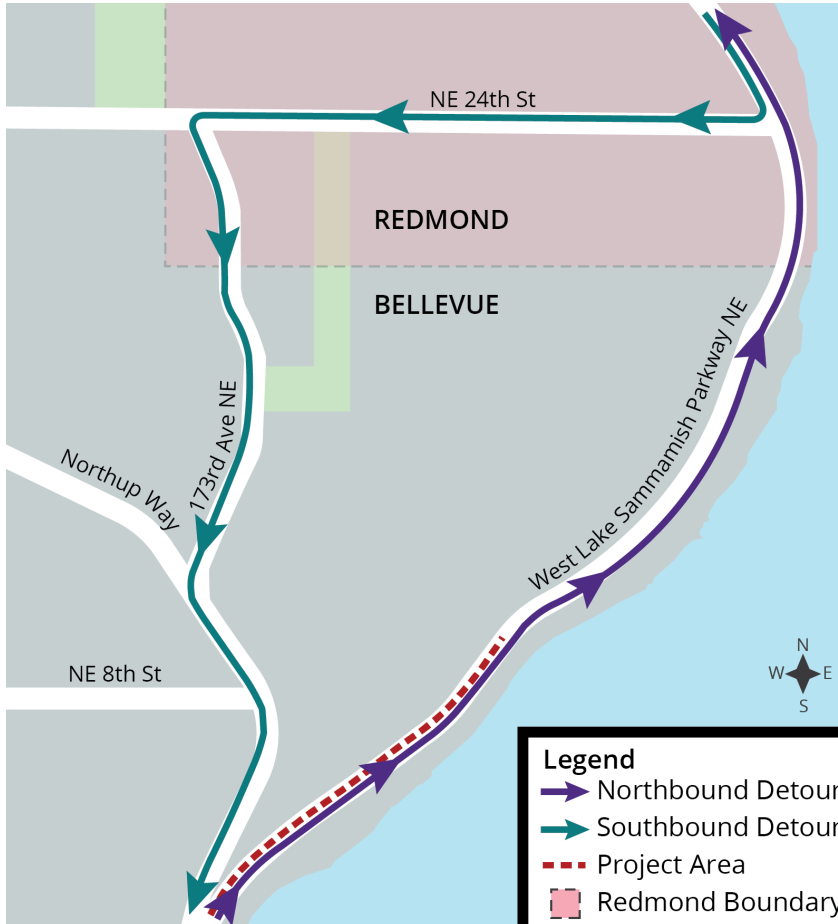 NE 24th St
REDMOND
BELLEVUE
West Lake Sammamish Parkway NE
173rd Ave NE
Northup Way
NE 8th St
N
W E
S
Legend
Northbound Detour
Southbound Detour
Project Area
Redmond Boundary